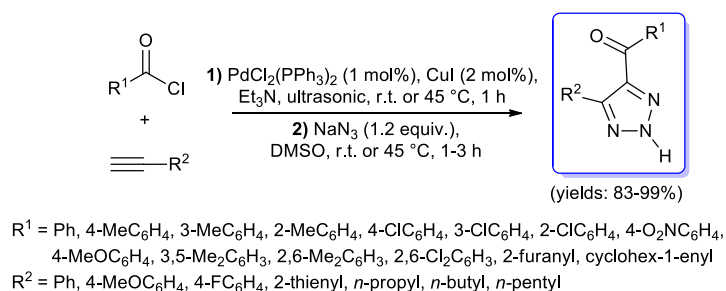 O
R1
Cl
+
R2
1) PdCl2(PPh3)2 (1 mol%), CuI (2 mol%),
Et3N, ultrasonic, r.t. or 45 °C, 1 h
2) NaN3 (1.2 equiv.),
DMSO, r.t. or 45 °C, 1-3 h
O
R1
R2
N
N
N
H
(yields: 83-99%)
R1 = Ph, 4-MeC6H4, 3-MeC6H4, 2-MeC6H4, 4-ClC6H4, 3-ClC6H4, 2-ClC6H4, 4-O2NC6H4,
4-MeOC6H4, 3,5-Me2C6H3, 2,6-Me2C6H3, 2,6-Cl2C6H3, 2-furanyl, cyclohex-1-enyl
R2 = Ph, 4-MeOC6H4, 4-FC6H4, 2-thienyl, n-propyl, n-butyl, n-pentyl